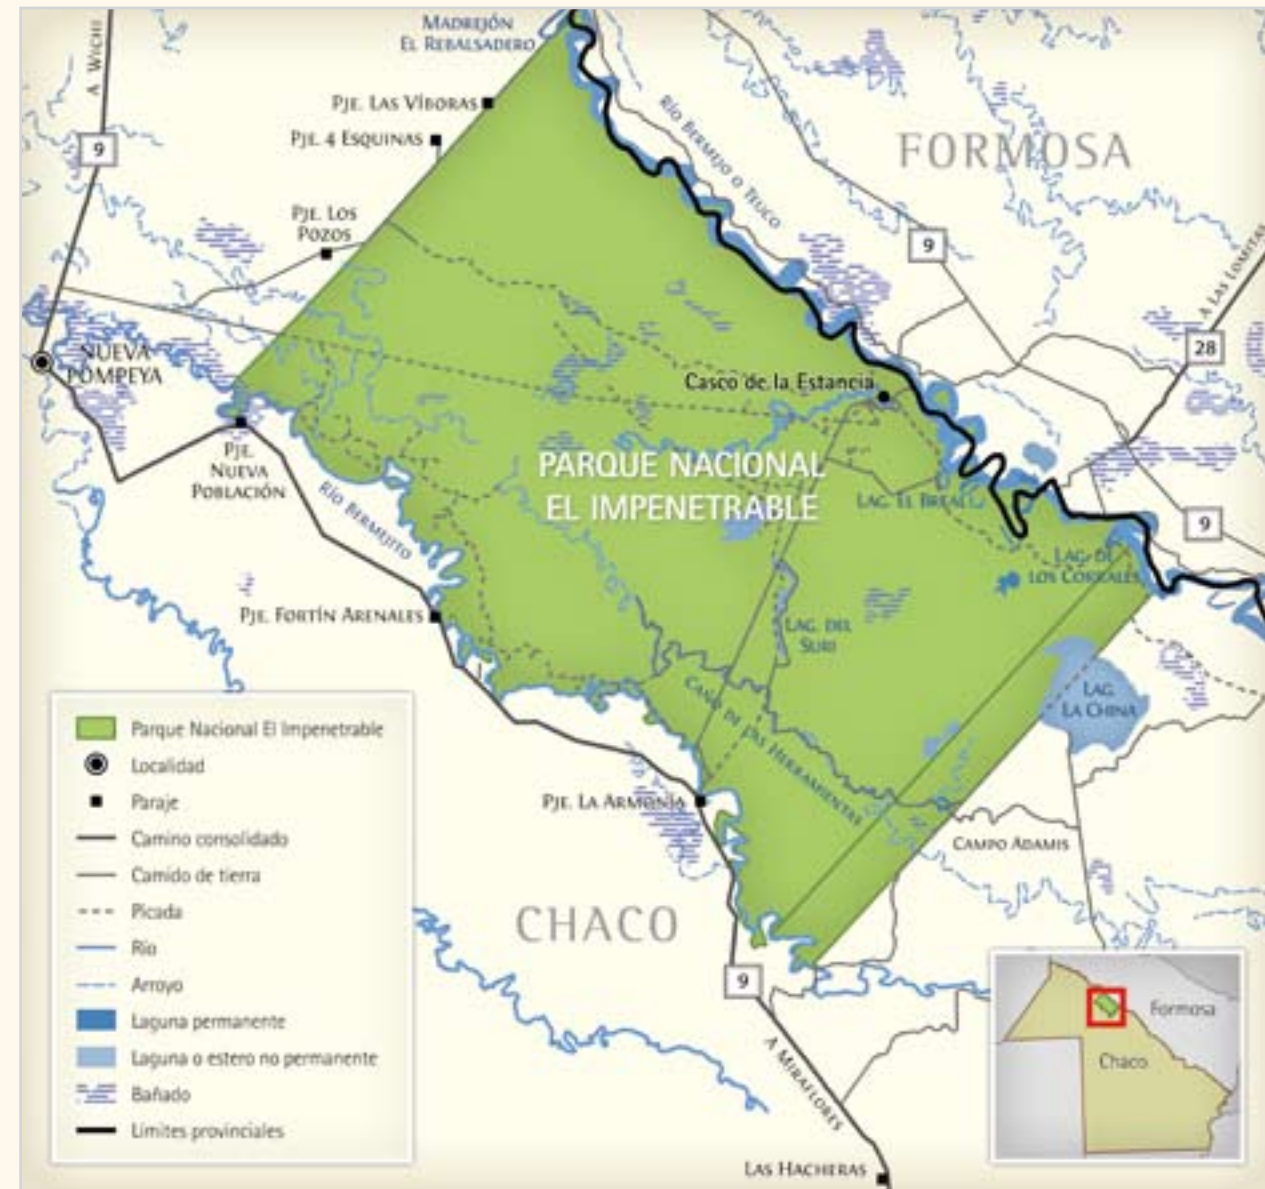 MADREJÓN
EL REBALSADERO
A WICHI
PJE. LAS VÍBORAS
PJE. 4 ESQUINAS
9
RÍO BERMEJO O TEUCO
FORMOSA
PJE. LOS
POZOS
9
A LAS LOMITAS
28
NUEVA
POMPEYA
Casco de la Estancia
PJE.
NUEVA
POBLACIÓN
PARQUE NACIONAL
EL IMPENETRABLE
RÍO BERMEJITO
LAG. EL BREAL
9
LAG. DE
LOS CORRALES
PJE. FORTÍN ARENALES
LAG. DEL
SURI
CAÑO DE LAS HERRAMIENTAS
LAG.
LA CHINA
PJE. LA ARMONÍA
CAMPO ADAMIS
CHACO
9
A MIRAFLORES
LAS HACHERAS
Parque Nacional El Impenetrable
Localidad
Paraje
Camino consolidado
Camido de tierra
Picada
Río
Arroyo
Laguna permanente
Laguna o estero no permanente
Bañado
Límites provinciales
Formosa
Chaco